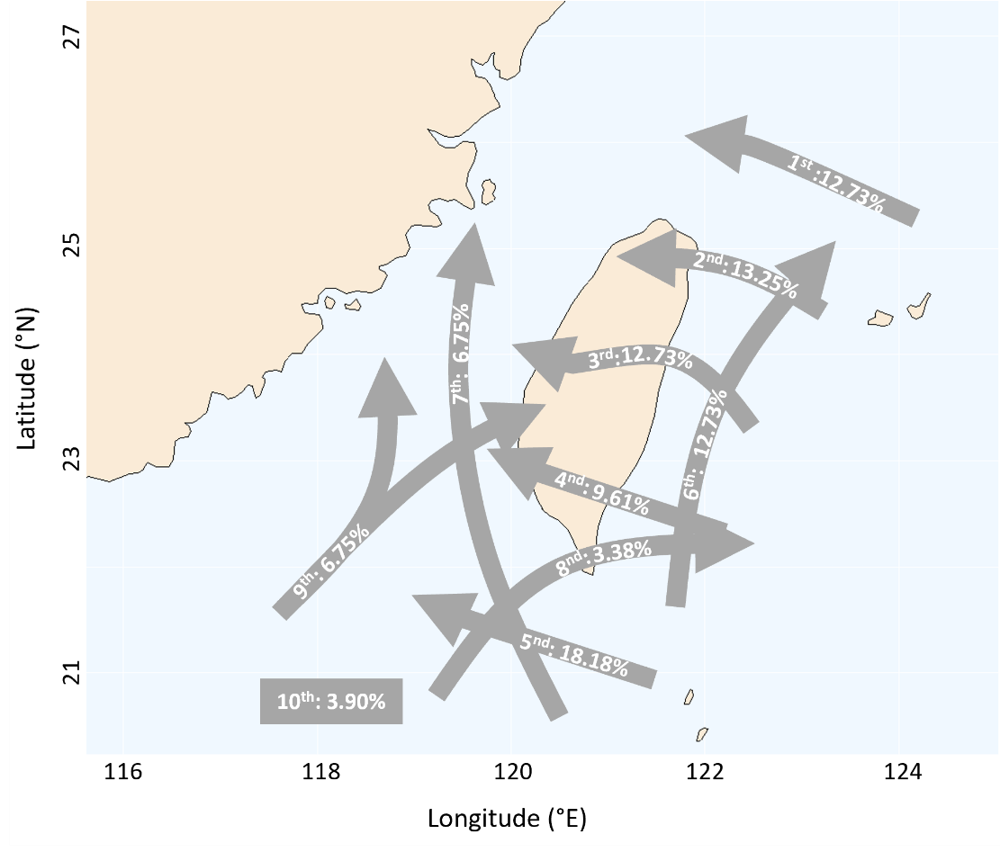 27
1st :12.73%
25
2nd: 13.25%
7th: 6.75%
3rd:12.73%
Latitude (°N)
6th: 12.73%
23
4nd: 9.61%
9th: 6.75%
8nd: 3.38%
5nd: 18.18%
21
10th: 3.90%
116 118 120 122 124
Longitude (°E)